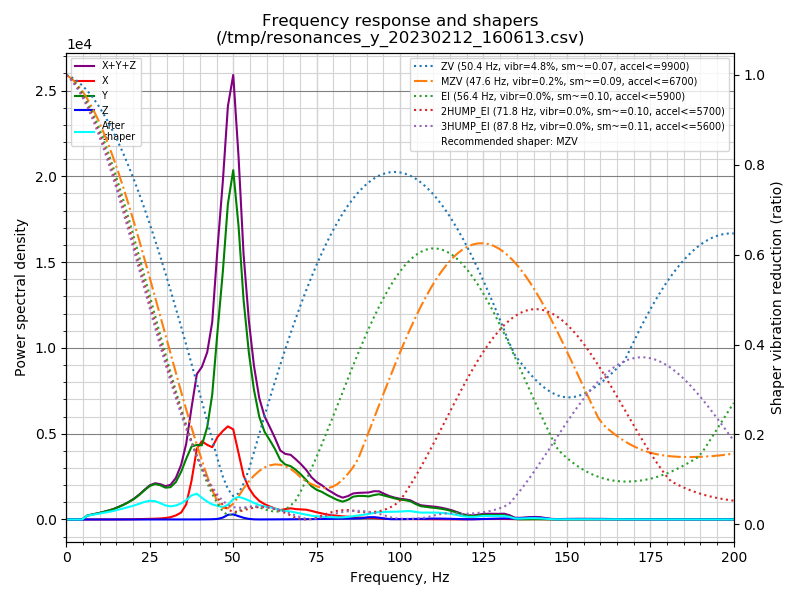 Frequency response and shapers
(/tmp/resonances_y_20230212_160613.csv)
1e4
X+Y+Z
X
Y
Z
After
shaper
ZV (50.4 Hz, vibr=4.8%, sm~=0.07, accel<=9900)
MZV (47.6 Hz, vibr=0.2%, sm~=0.09, accel<=6700)
EI (56.4 Hz, vibr=0.0%, sm~=0.10, accel<=5900)
2HUMP_EI (71.8 Hz, vibr=0.0%, sm~=0.10, accel<=5700)
3HUMP_EI (87.8 Hz, vibr=0.0%, sm~=0.11, accel<=5600)
Recommended shaper: MZV
Power spectral density
2.5
2.0
1.5
1.0
0.5
0.0
1.0
0.8
0.6
0.4
0.2
0.0
Shaper vibration reduction (ratio)
0 25 50 75 100 125 150 175 200
Frequency, Hz